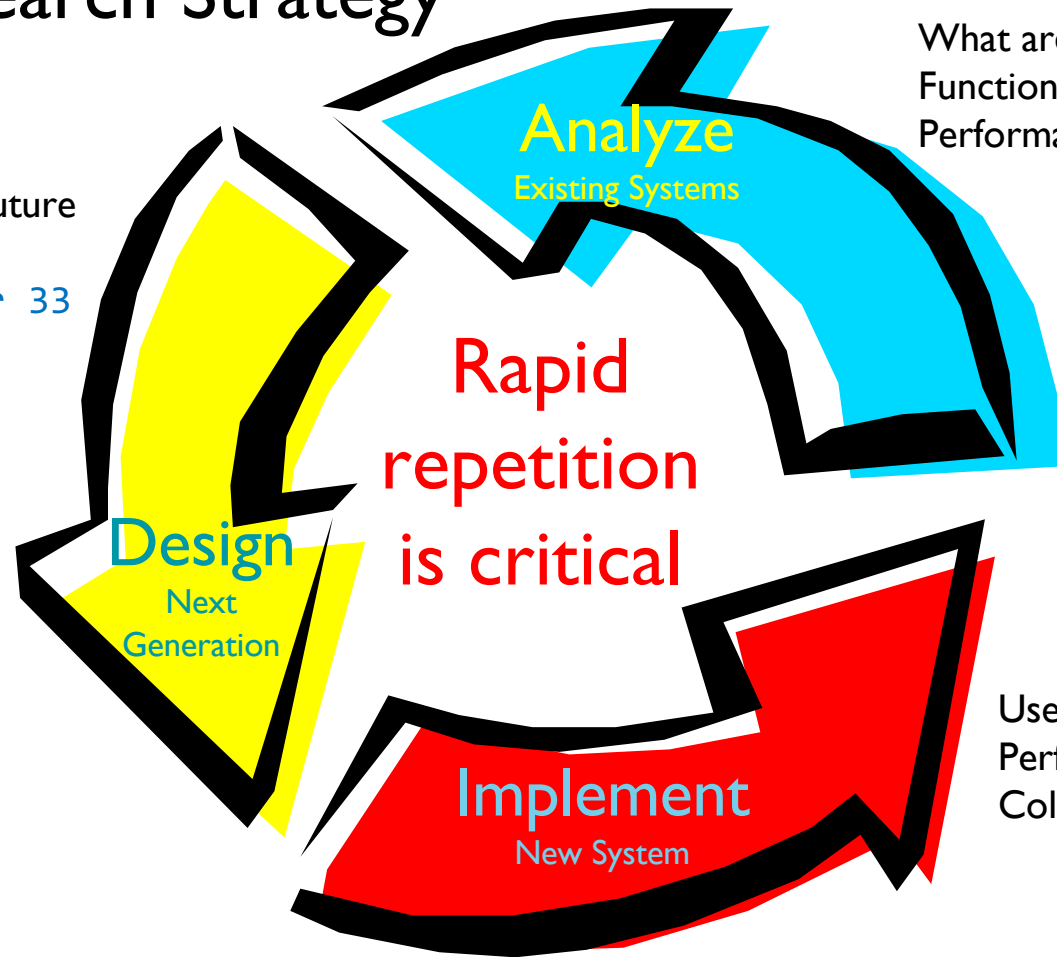 earch Strategy
What are
Function
Performa
Analyze
Existing Systems
uture
33
Rapid
repetition
is critical
Design
Next
Generation
Use
Perf
Col
Implement
New System